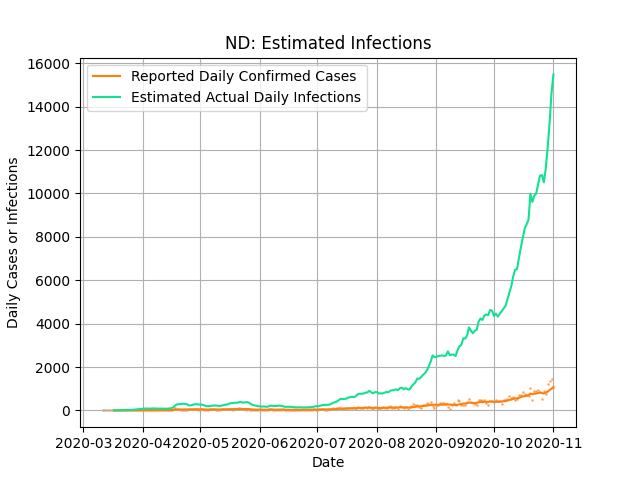 ND: Estimated Infections
Reported Daily Confirmed Cases
Estimated Actual Daily Infections
16000
14000
12000
10000
8000
6000
4000
2000
0
Daily Cases or Infections
2020-03 2020-04 2020-05 2020-06 2020-07 2020-08 2020-09 2020-10 2020-11
Date